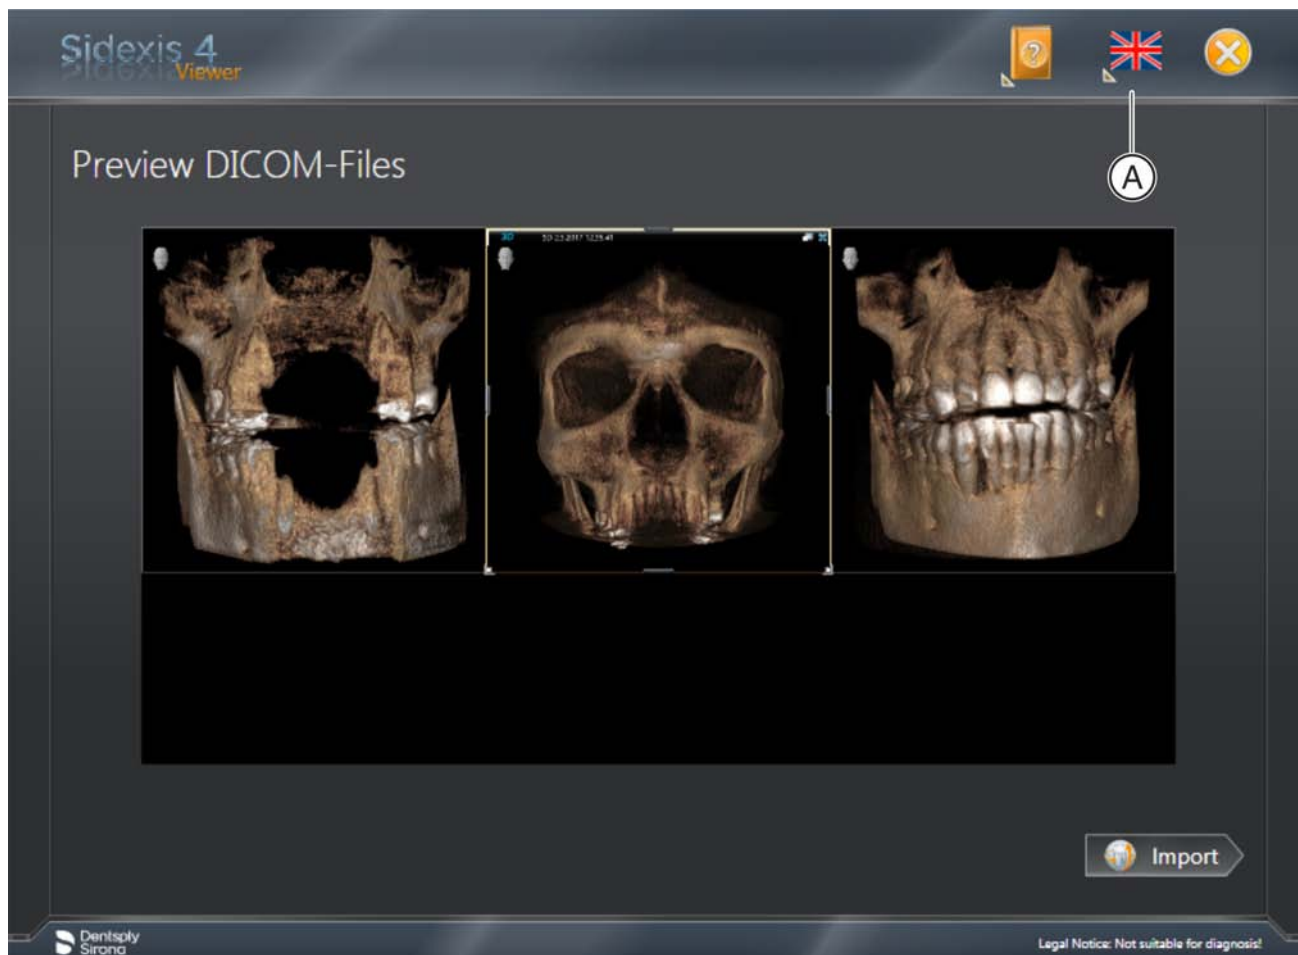 Sidexis 4
Viewer
?
A
Preview DICOM-Files
3D
Import
Dentsply
Sirona
Legal Notice: Not suitable for diagnosis!